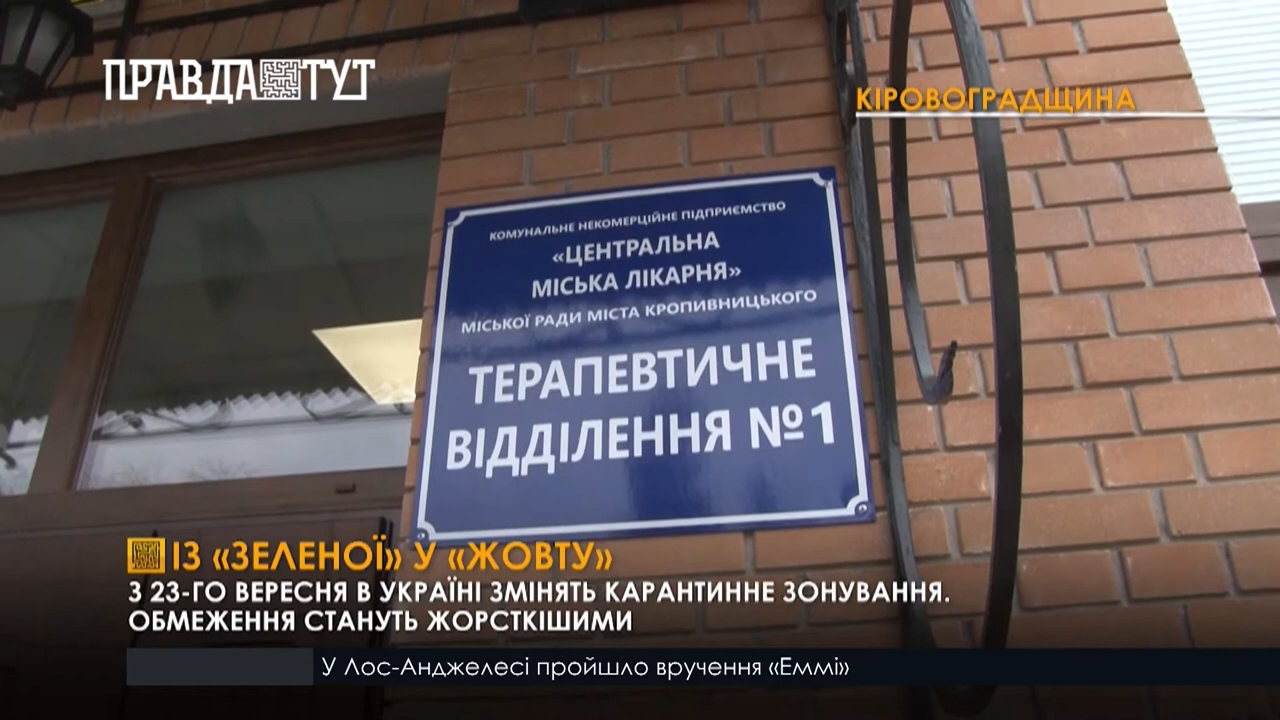 ПРАВДА ТУТ
КІРОВОГРАДЩИНА
КОМУНАЛЬНЕ НЕКОМЕРЦІЙНЕ ПІДПРИЄМСТВО
«ЦЕНТРАЛЬНА
МІСЬКА ЛІКАРНЯ»
МІСЬКОЇ РАДИ МІСТА КРОПИВНИЦЬКОГО
ТЕРАПЕВТИЧНЕ
ВІДДІЛЕННЯ №1
ІЗ «ЗЕЛЕНОЇ» У «ЖОВТУ»
З 23-ГО ВЕРЕСНЯ В УКРАЇНІ ЗМІНЯТЬ КАРАНТИННЕ ЗОНУВАННЯ.
ОБМЕЖЕННЯ СТАНУТЬ ЖОРСТКІШИМИ
У Лос-Анджелесі пройшло вручення «Еммі»